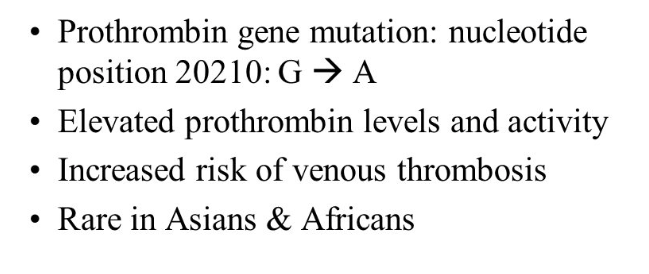 • Prothrombin gene mutation: nucleotide
position 20210: G → A
• Elevated prothrombin levels and activity
• Increased risk of venous thrombosis
• Rare in Asians & Africans